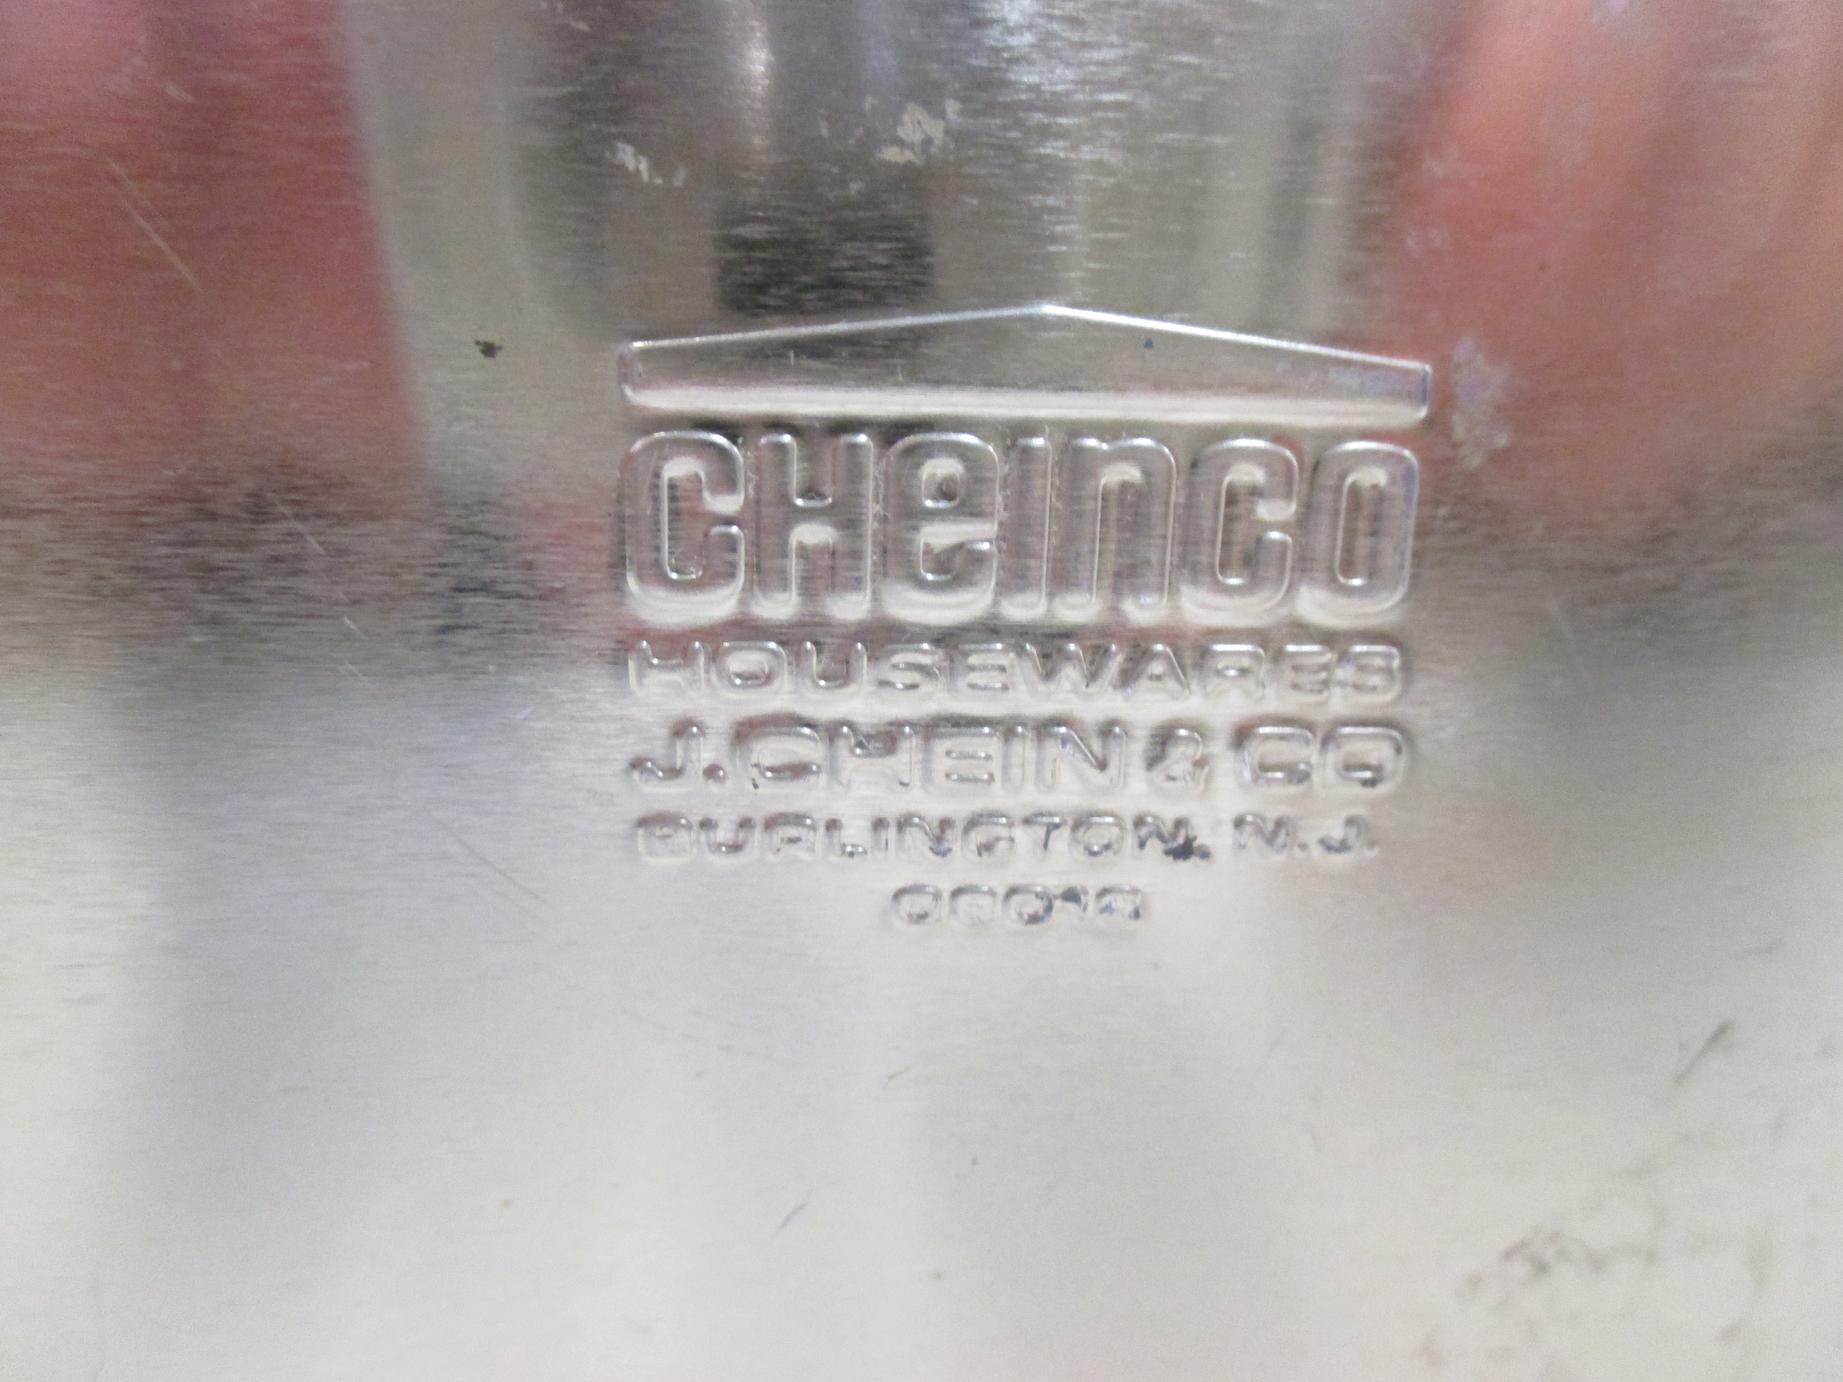 CHEINCO
HOUSEWARES
J. CHEIN & CO
BURLINGTON, N.J.